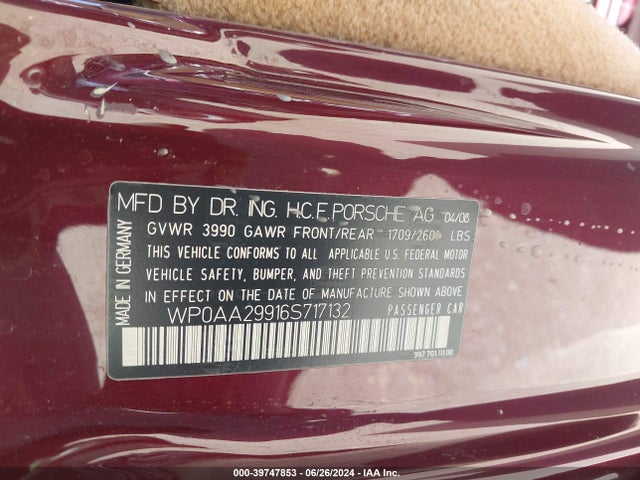 MFD BY DR. ING. H.C. F. PORSCHE AG 04/06
GVWR 3990 GAWR FRONT/REAR 1709/2601 LBS
THIS VEHICLE CONFORMS TO ALL APPLICABLE U.S. FEDERAL MOTOR
VEHICLE SAFETY, BUMPER, AND THEFT PREVENTION STANDARDS
IN EFFECT ON THE DATE OF MANUFACTURE SHOWN ABOVE.
WP0AA29916S717132 PASSENGER CAR
997.701.111.00
MADE IN GERMANY
000-39747853 | 06/26/2024 | IAA Inc.